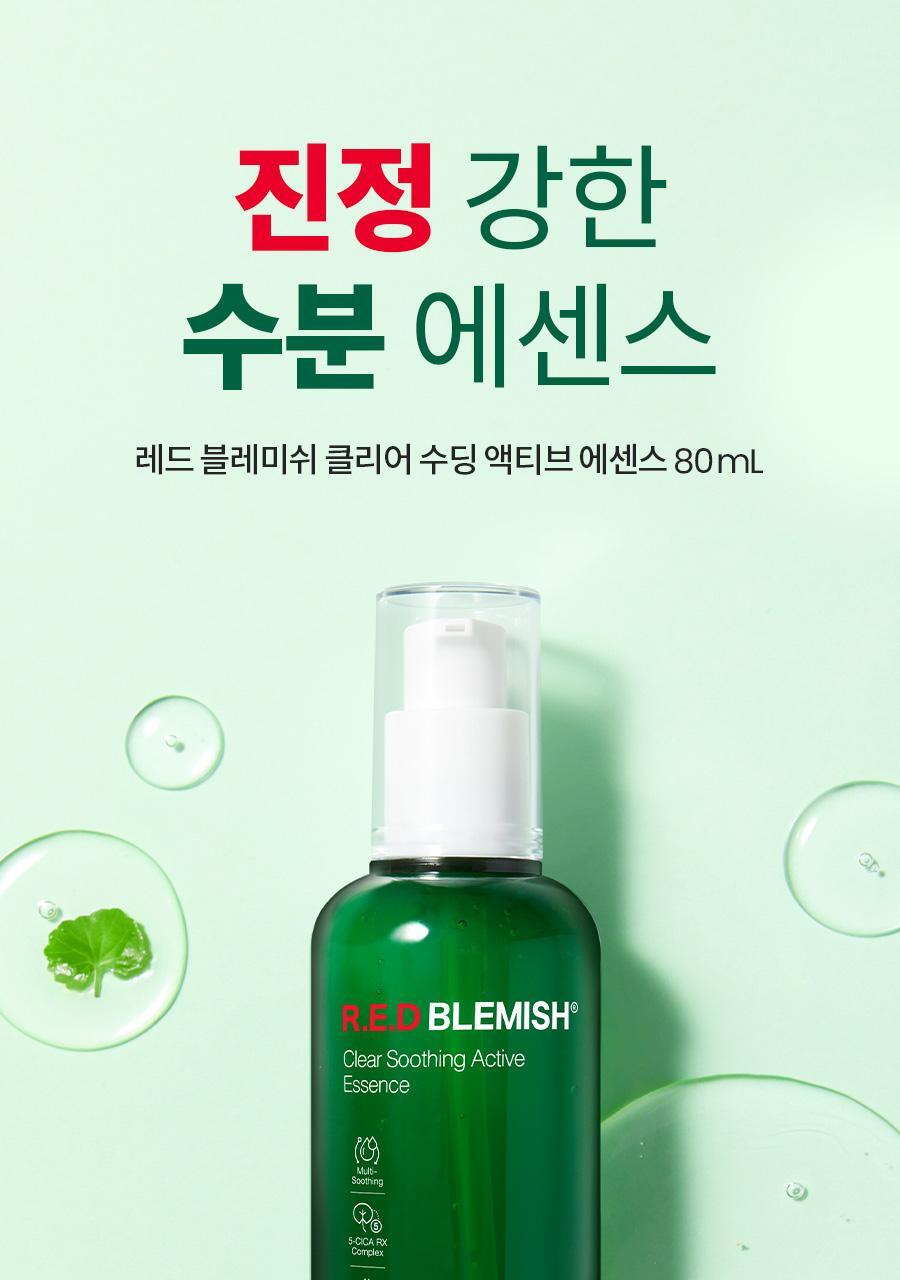 진정 강한
수분 에센스
레드 블레미쉬 클리어 수딩 액티브 에센스 80mL
R.E.D BLEMISH®
Clear Soothing Active
Essence
Multi-
Soothing
5-CICA RX
Complex